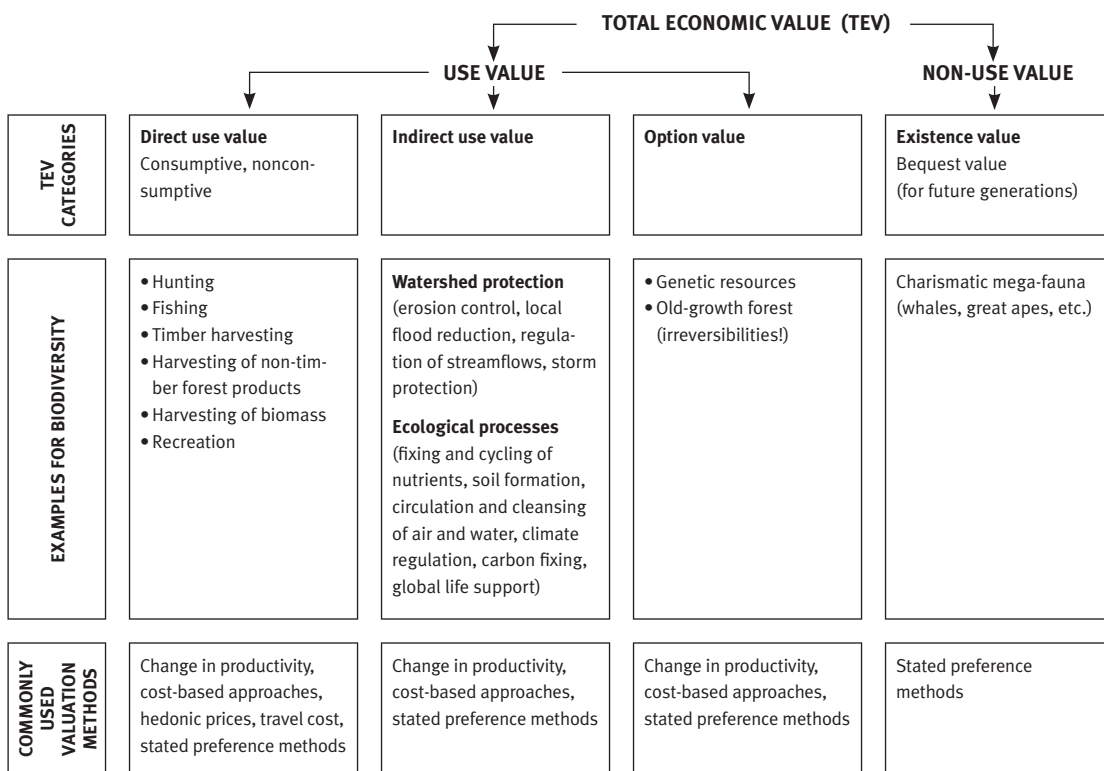 TOTAL ECONOMIC VALUE (TEV)
USE VALUE
NON-USE VALUE
TEV
CATEGORIES
Direct use value
Consumptive, noncon-
sumptive
Indirect use value
Option value
Existence value
Bequest value
(for future generations)
EXAMPLES FOR BIODIVERSITY
• Hunting
• Fishing
• Timber harvesting
• Harvesting of non-tim-
ber forest products
• Harvesting of biomass
• Recreation
Watershed protection
(erosion control, local
flood reduction, regula-
tion of streamflows, storm
protection)
Ecological processes
(fixing and cycling of
nutrients, soil formation,
circulation and cleansing
of air and water, climate
regulation, carbon fixing,
global life support)
• Genetic resources
• Old-growth forest
(irreversibilities!)
Charismatic mega-fauna
(whales, great apes, etc.)
COMMONLY
USED
VALUATION
METHODS
Change in productivity,
cost-based approaches,
hedonic prices, travel cost,
stated preference methods
Change in productivity,
cost-based approaches,
stated preference methods
Change in productivity,
cost-based approaches,
stated preference methods
Stated preference
methods